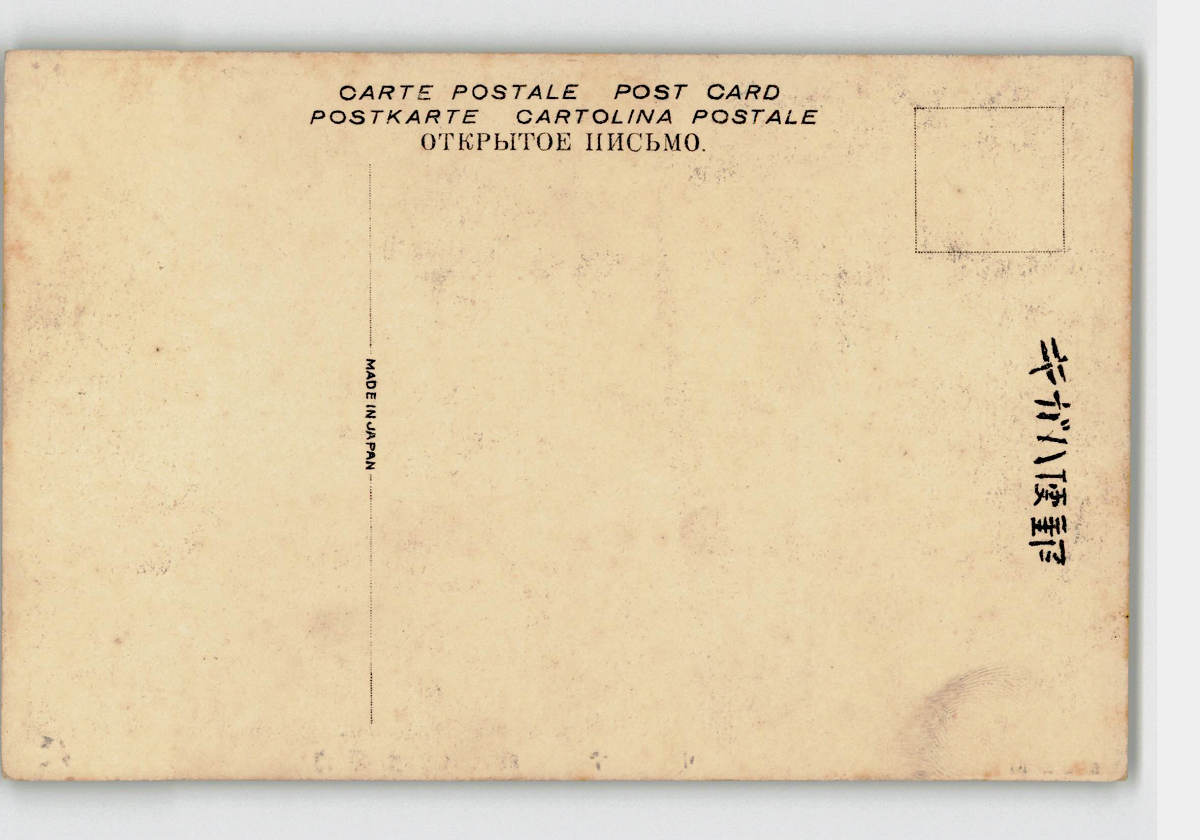 CARTE POSTALE POST CARD
POSTKARTE CARTOLINA POSTALE
ОТКРЫТОЕ ПИСЬМО.
MADE IN JAPAN
郵便ハガキ